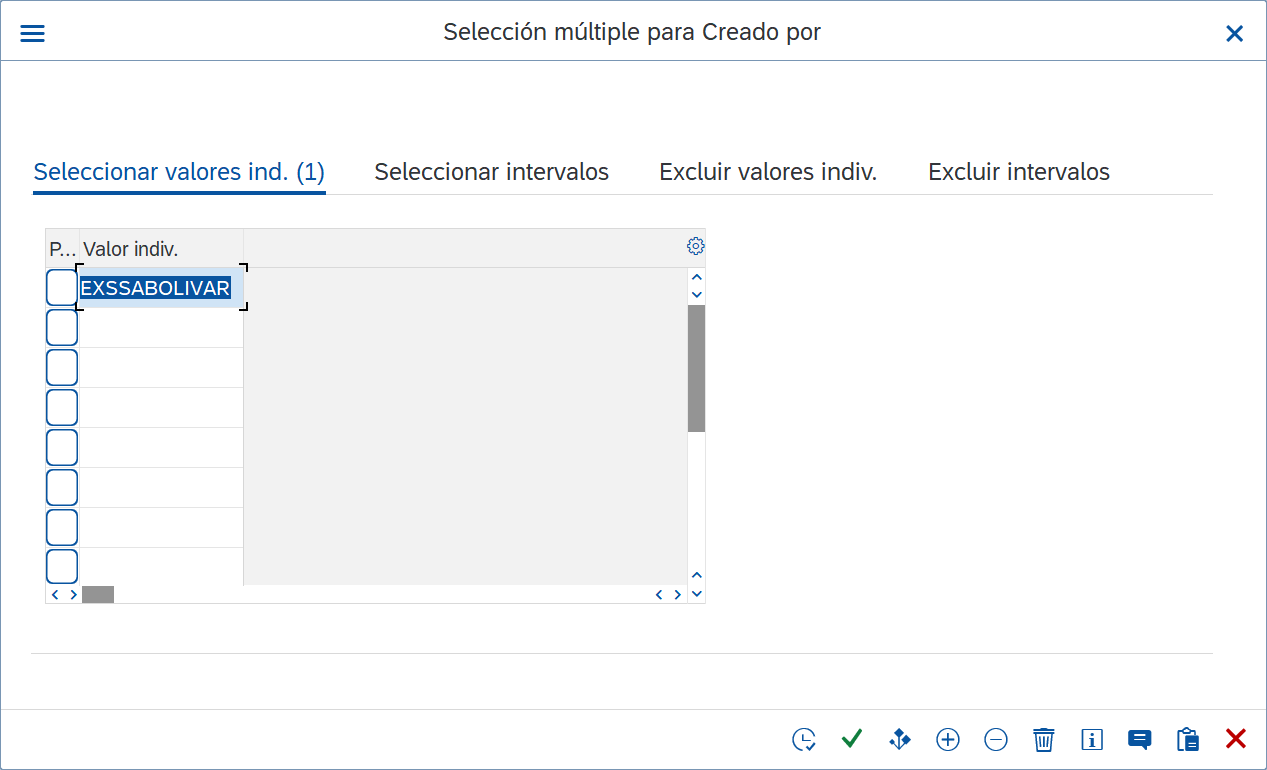 Selección múltiple para Creado por
Seleccionar valores ind. (1) Seleccionar intervalos Excluir valores indiv. Excluir intervalos
P... Valor indiv.
EXSSABOLIVAR